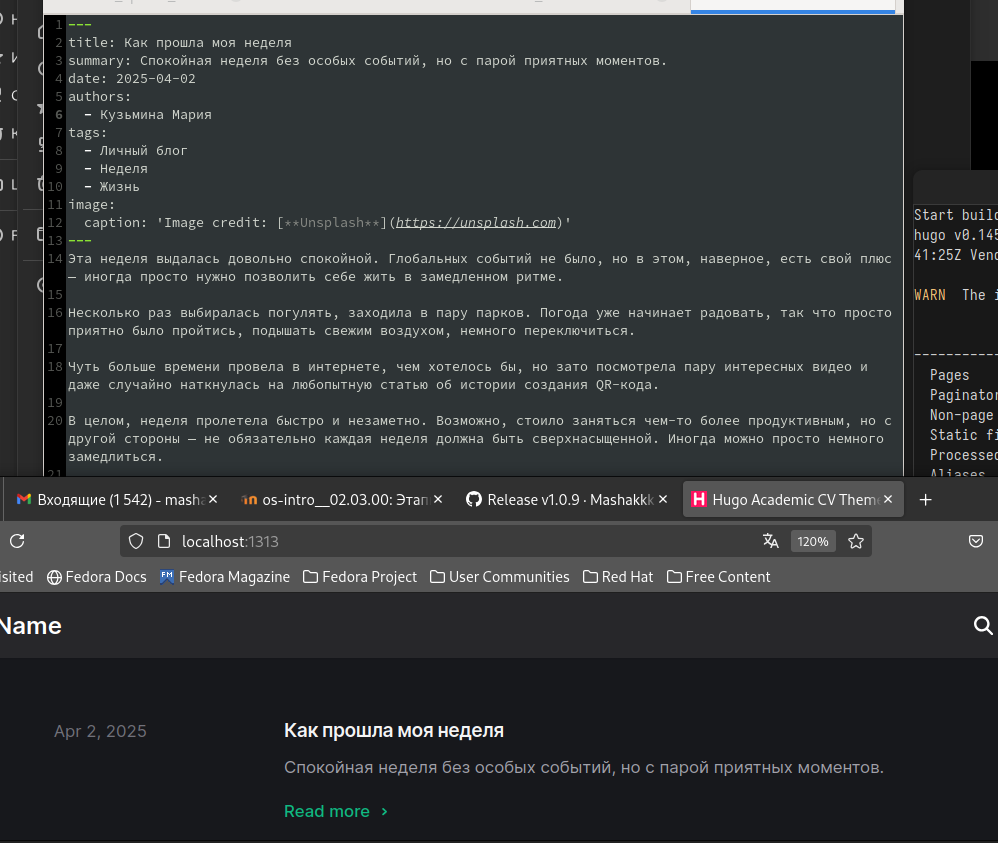 1 ---
2 title: Как прошла моя неделя
3 summary: Спокойная неделя без особых событий, но с парой приятных моментов.
4 date: 2025-04-02
5 authors:
6 - Кузьмина Мария
7 tags:
8 - Личный блог
9 - Неделя
10 - Жизнь
11 image:
12 caption: 'Image credit: [**Unsplash**](https://unsplash.com)'
13 ---
14 Эта неделя выдалась довольно спокойной. Глобальных событий не было, но в этом, наверное, есть свой плюс
— иногда просто нужно позволить себе жить в замедленном ритме.
15
16 Несколько раз выбиралась погулять, заходила в пару парков. Погода уже начинает радовать, так что просто
приятно было пройтись, подышать свежим воздухом, немного переключиться.
17
18 Чуть больше времени провела в интернете, чем хотелось бы, но зато посмотрела пару интересных видео и
даже случайно наткнулась на любопытную статью об истории создания QR-кода.
19
20 В целом, неделя пролетела быстро и незаметно. Возможно, стоило заняться чем-то более продуктивным, но с
другой стороны — не обязательно каждая неделя должна быть сверхнасыщенной. Иногда можно просто немного
замедлиться.
21
Start build
hugo v0.145
41:25Z Vend
WARN The i
-----------
Pages
Paginator
Non-page
Static fi
Processed
Aliases
Входящие (1 542) - masha
os-intro__02.03.00: Этап
Release v1.0.9 · Mashakkk
Hugo Academic CV Theme
localhost:1313
120%
isited
Fedora Docs
Fedora Magazine
Fedora Project
User Communities
Red Hat
Free Content
Name
Apr 2, 2025
Как прошла моя неделя
Спокойная неделя без особых событий, но с парой приятных моментов.
Read more